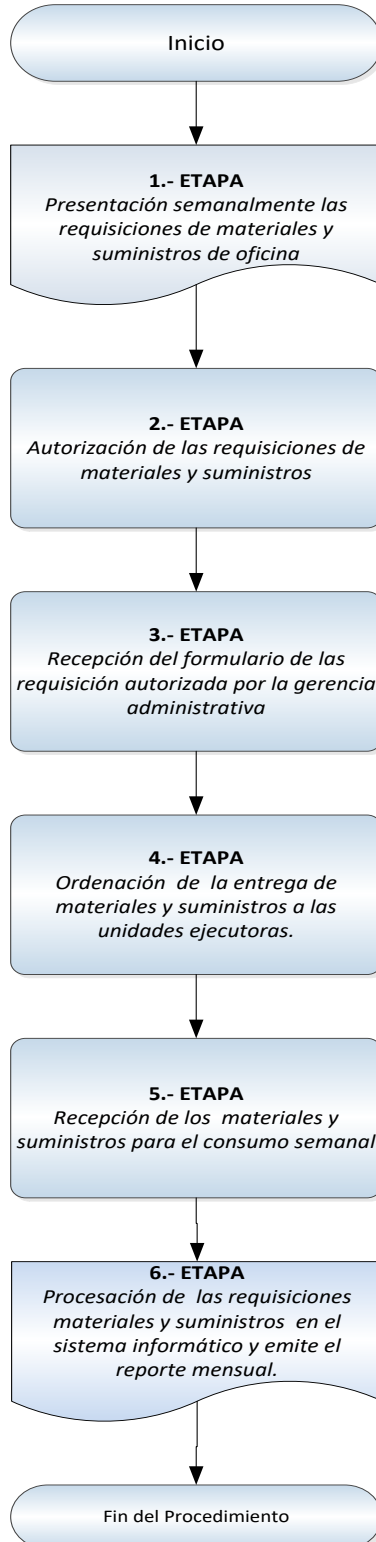 Inicio
1.- ETAPA
Presentación semanalmente las
requisiciones de materiales y
suministros de oficina
2.- ETAPA
Autorización de las requisiciones de
materiales y suministros
3.- ETAPA
Recepción del formulario de las
requisición autorizada por la gerencia
administrativa
4.- ETAPA
Ordenación de la entrega de
materiales y suministros a las
unidades ejecutoras.
5.- ETAPA
Recepción de los materiales y
suministros para el consumo semanal
6.- ETAPA
Procesación de las requisiciones
materiales y suministros en el
sistema informático y emite el
reporte mensual.
Fin del Procedimiento